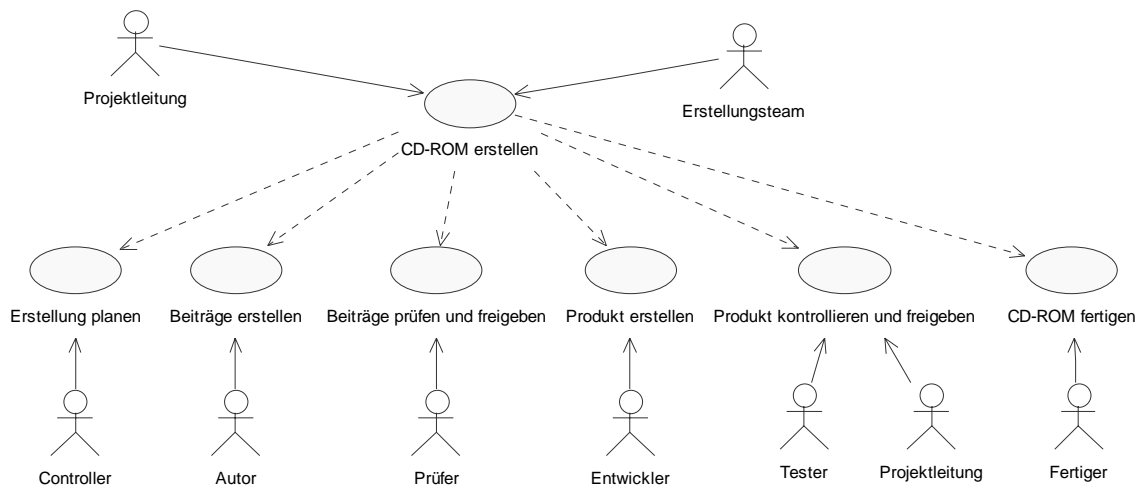 Projektleitung
Erstellungsteam
CD-ROM erstellen
Erstellung planen
Beiträge erstellen
Beiträge prüfen und freigeben
Produkt erstellen
Produkt kontrollieren und freigeben
CD-ROM fertigen
Controller
Autor
Prüfer
Entwickler
Tester
Projektleitung
Fertiger